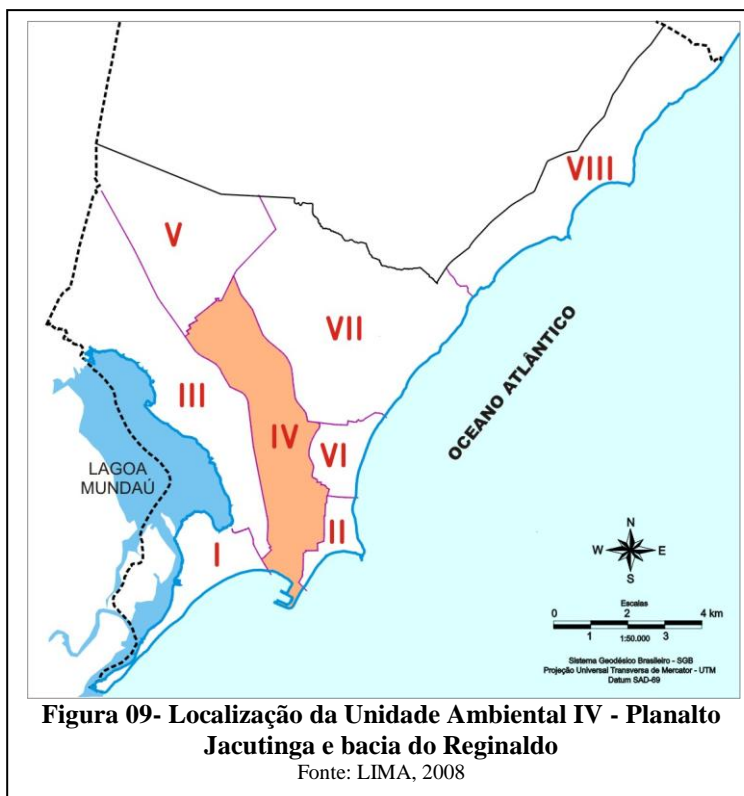 VIII
V
VII
III
IV
OCEANO ATLÂNTICO
VI
LAGOA
MUNDAÚ
II
I
N
W E
S
Escalas
0 2 4 km
1 1:50.000 3
Sistema Geodésico Brasileiro - SGB
Projeção Universal Transversa de Mercator - UTM
Datum SAD-69
Figura 09- Localização da Unidade Ambiental IV - Planalto
Jacutinga e bacia do Reginaldo
Fonte: LIMA, 2008